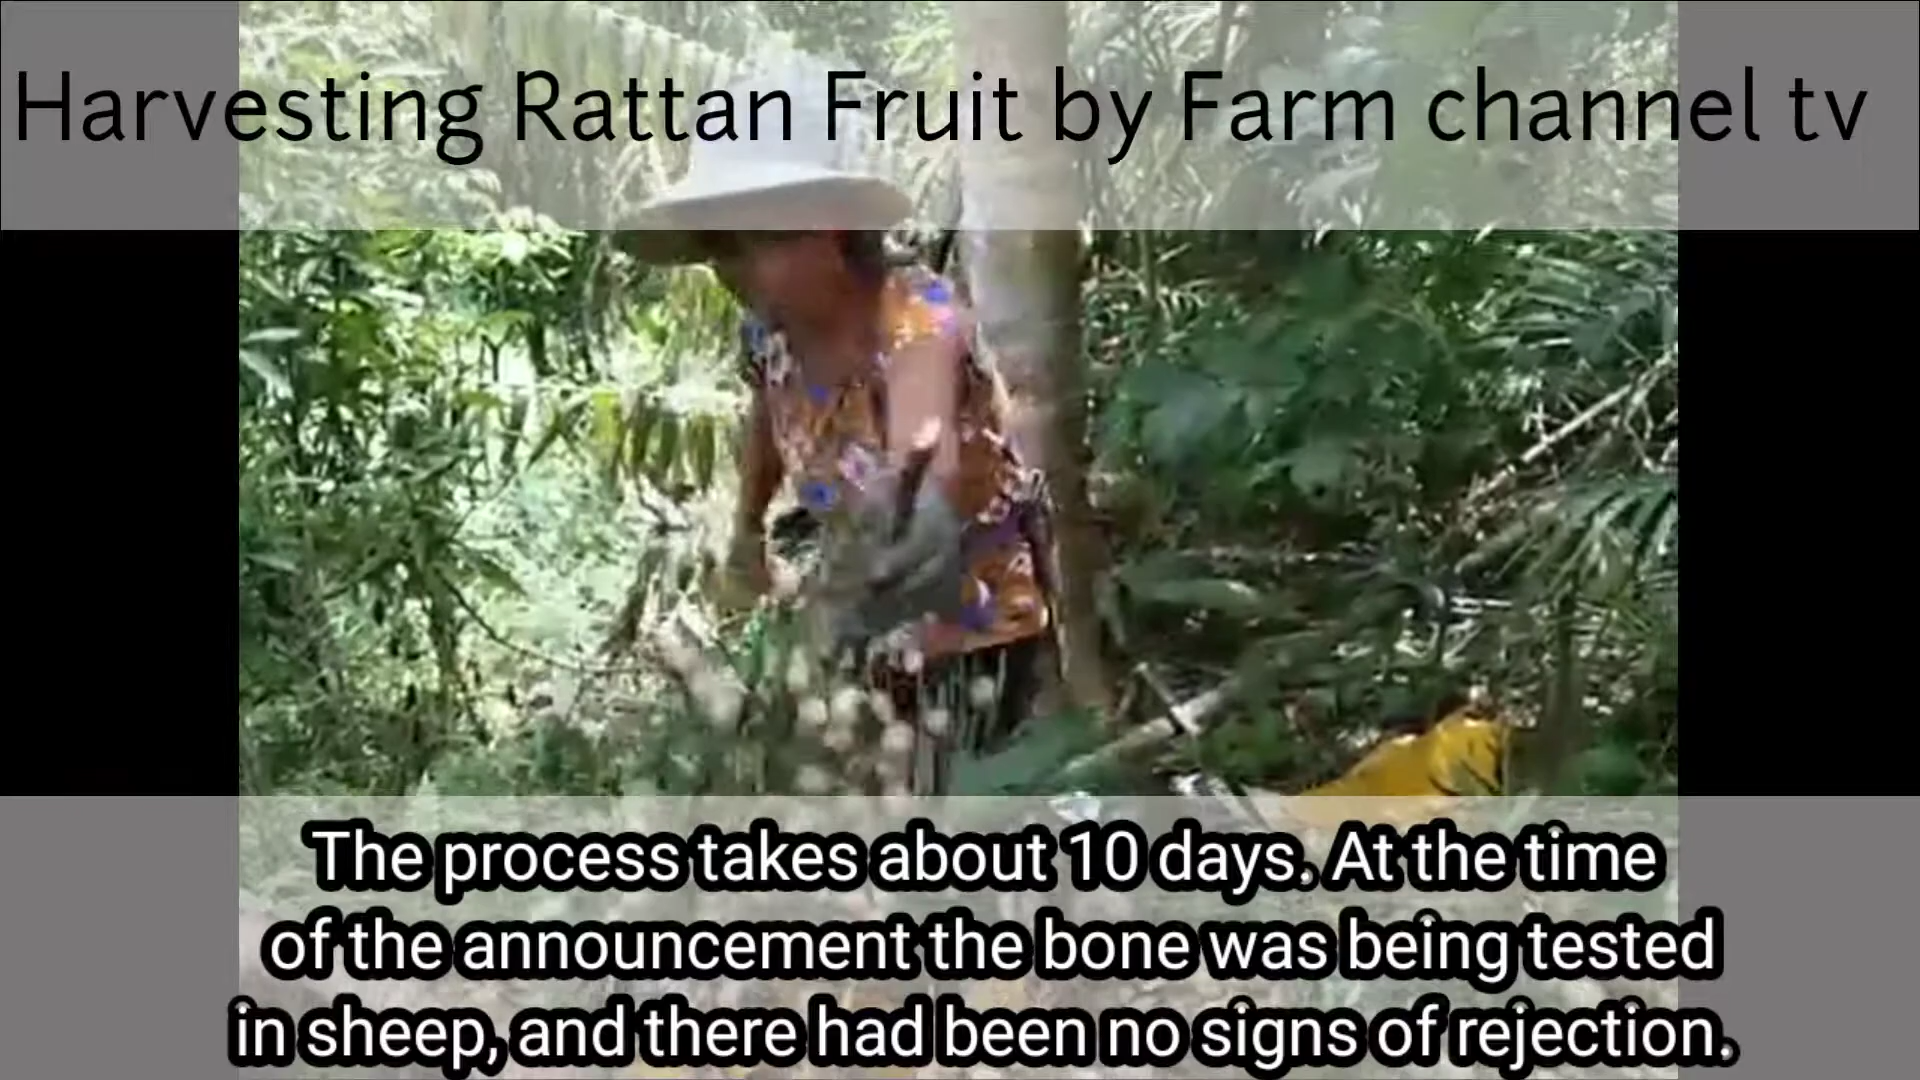 Harvesting Rattan Fruit by Farm channel tv
The process takes about 10 days. At the time
of the announcement the bone was being tested
in sheep, and there had been no signs of rejection.